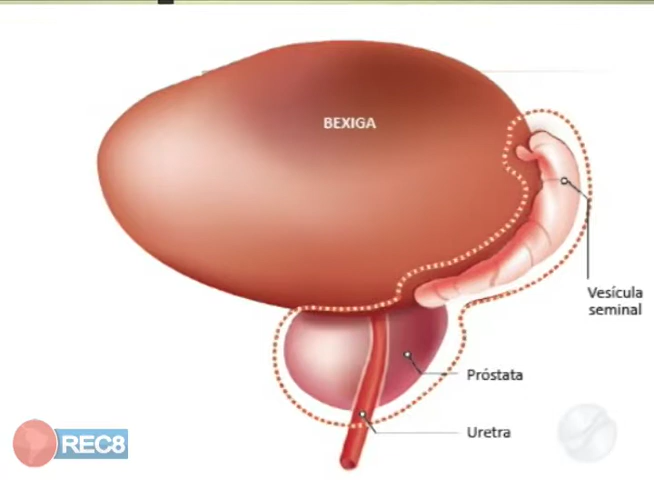 BEXIGA
Vesícula
seminal
Próstata
Uretra
REC8